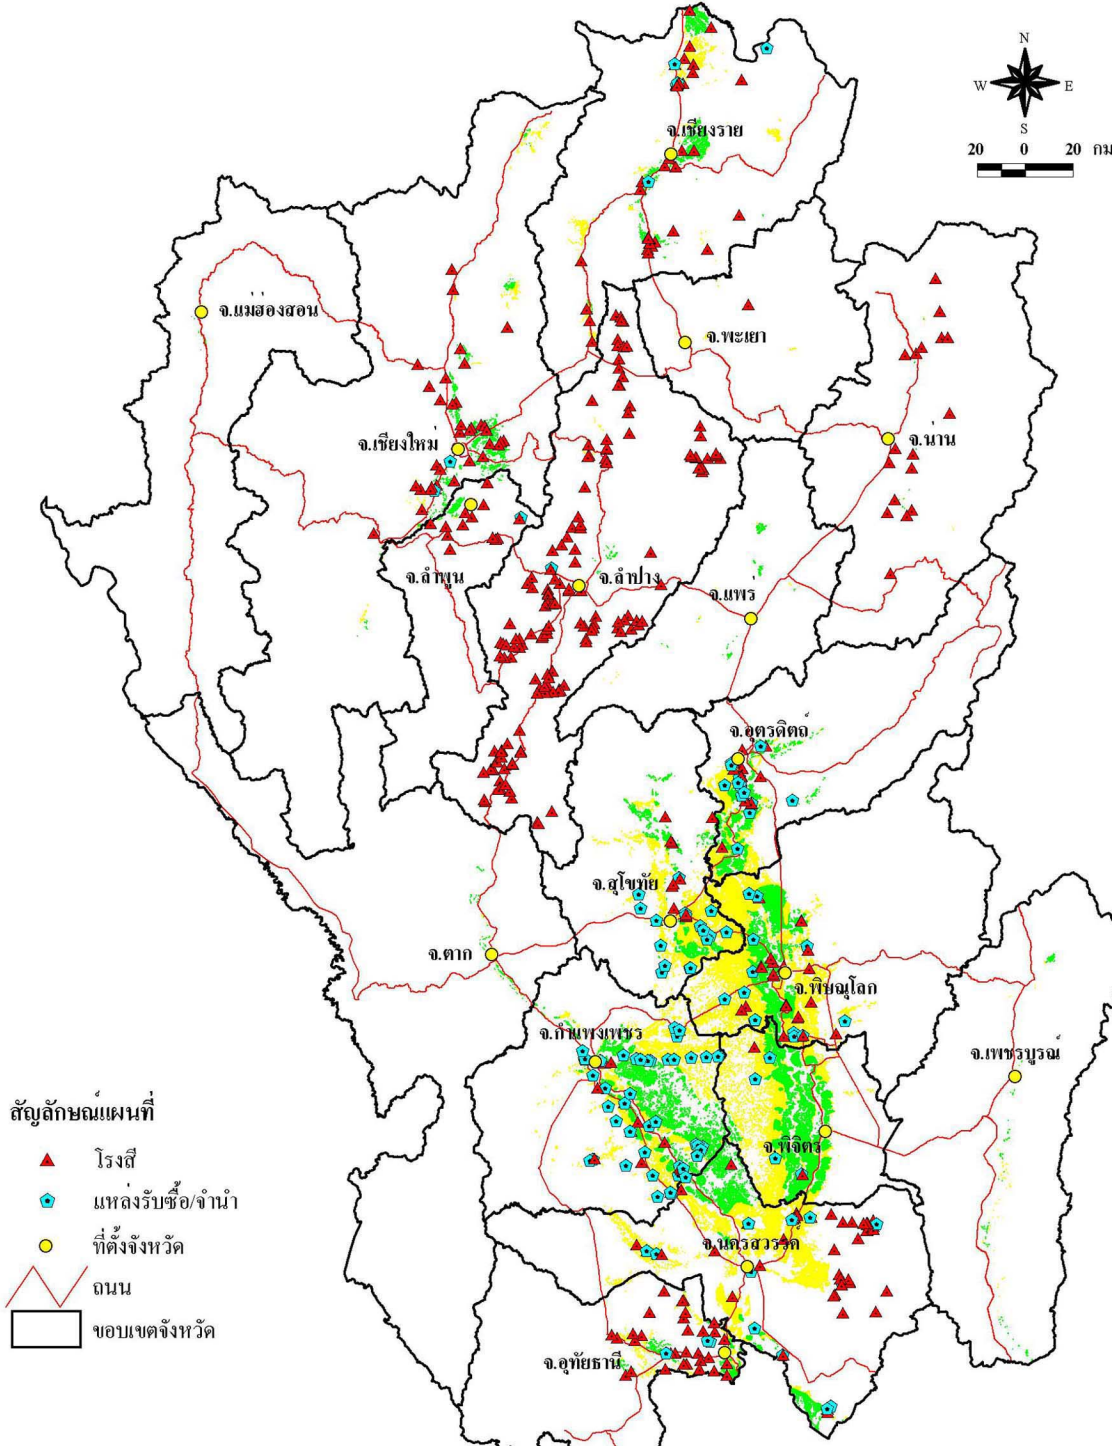 N
W E
S
20 0 20 กม
จ.เชียงราย
จ.แม่ฮ่องสอน
จ.พะเยา
จ.เชียงใหม่
จ.น่าน
จ.ลำพูน
จ.ลำปาง
จ.แพร่
จ.อุตรดิตถ์
จ.สุโขทัย
จ.ตาก
จ.พิษณุโลก
จ.กำแพงเพชร
จ.เพชรบูรณ์
จ.พิจิตร
จ.นครสวรรค์
จ.อุทัยธานี
สัญลักษณ์แผนที่
โรงสี
แหล่งรับซื้อ/จำนำ
ที่ตั้งจังหวัด
ถนน
ขอบเขตจังหวัด